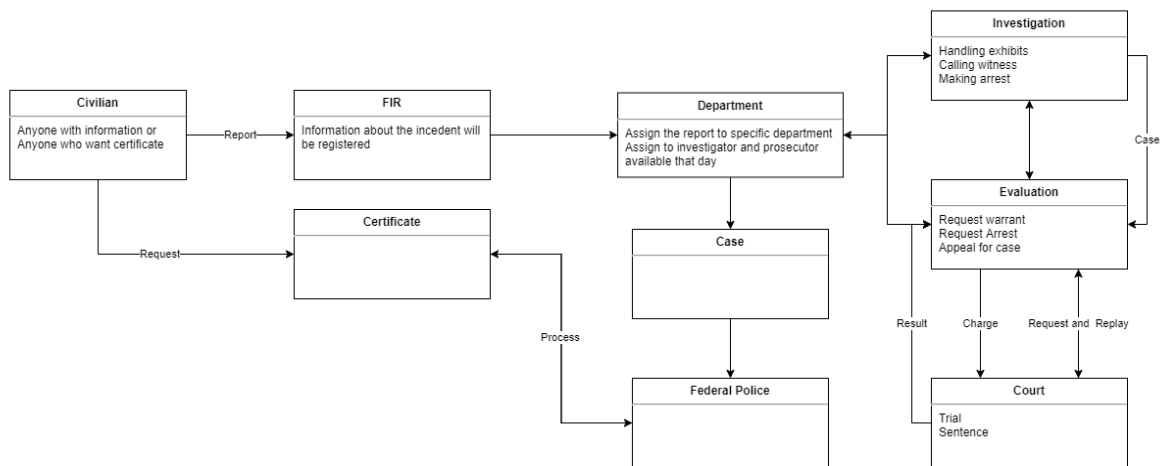 Civilian
Anyone with information or
Anyone who want certificate
Report
FIR
Information about the incedent will
be registered
Department
Assign the report to specific department
Assign to investigator and prosecutor
available that day
Investigation
Handling exhibits
Calling witness
Making arrest
Case
Evaluation
Request warrant
Request Arrest
Appeal for case
Request
Certificate
Case
Process
Federal Police
Result
Charge
Request and Replay
Court
Trial
Sentence